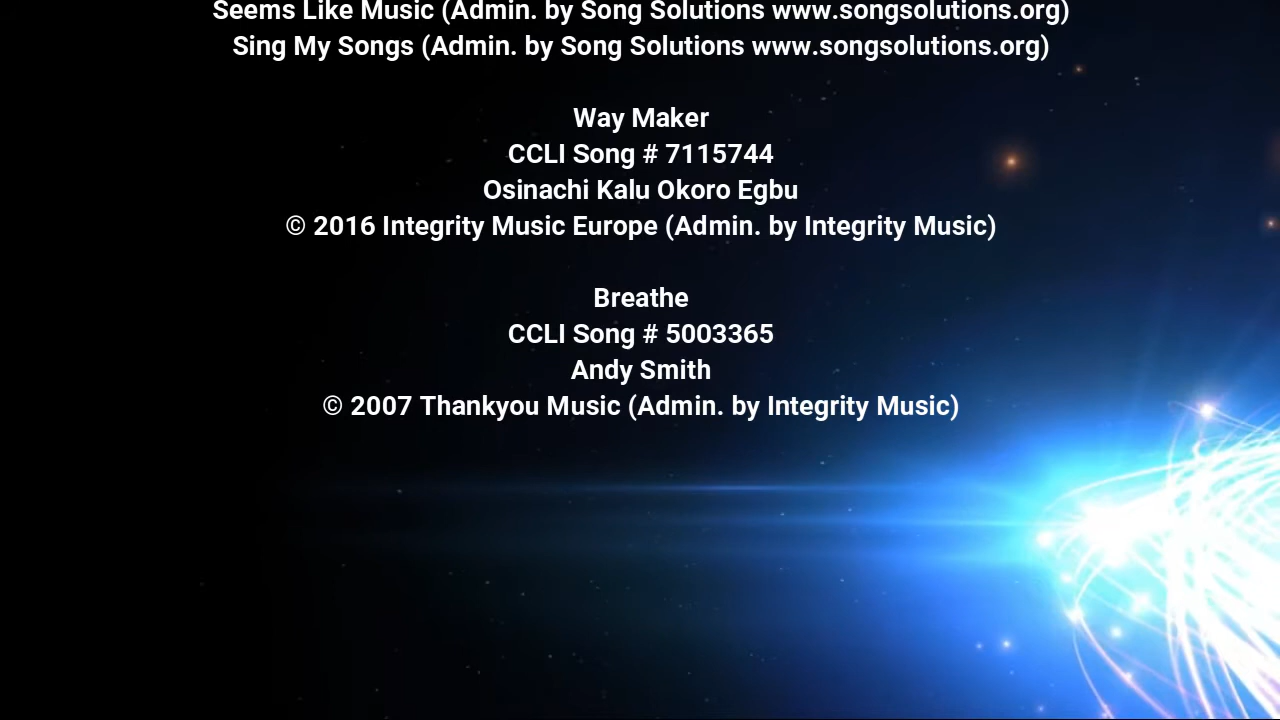 Seems Like Music (Admin. by Song Solutions www.songsolutions.org)
Sing My Songs (Admin. by Song Solutions www.songsolutions.org)
Way Maker
CCLI Song # 7115744
Osinachi Kalu Okoro Egbu
© 2016 Integrity Music Europe (Admin. by Integrity Music)
Breathe
CCLI Song # 5003365
Andy Smith
© 2007 Thankyou Music (Admin. by Integrity Music)